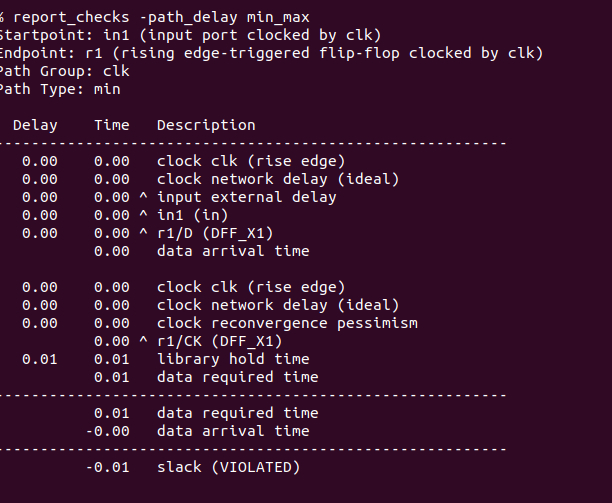 % report_checks -path_delay min_max
Startpoint: in1 (input port clocked by clk)
Endpoint: r1 (rising edge-triggered flip-flop clocked by clk)
Path Group: clk
Path Type: min

  Delay    Time   Description
---------------------------------------------------------
   0.00    0.00   clock clk (rise edge)
   0.00    0.00   clock network delay (ideal)
   0.00    0.00 ^ input external delay
   0.00    0.00 ^ in1 (in)
   0.00    0.00 ^ r1/D (DFF_X1)
           0.00   data arrival time

   0.00    0.00   clock clk (rise edge)
   0.00    0.00   clock network delay (ideal)
   0.00    0.00   clock reconvergence pessimism
           0.00 ^ r1/CK (DFF_X1)
   0.01    0.01   library hold time
           0.01   data required time
---------------------------------------------------------
           0.01   data required time
          -0.00   data arrival time
---------------------------------------------------------
          -0.01   slack (VIOLATED)